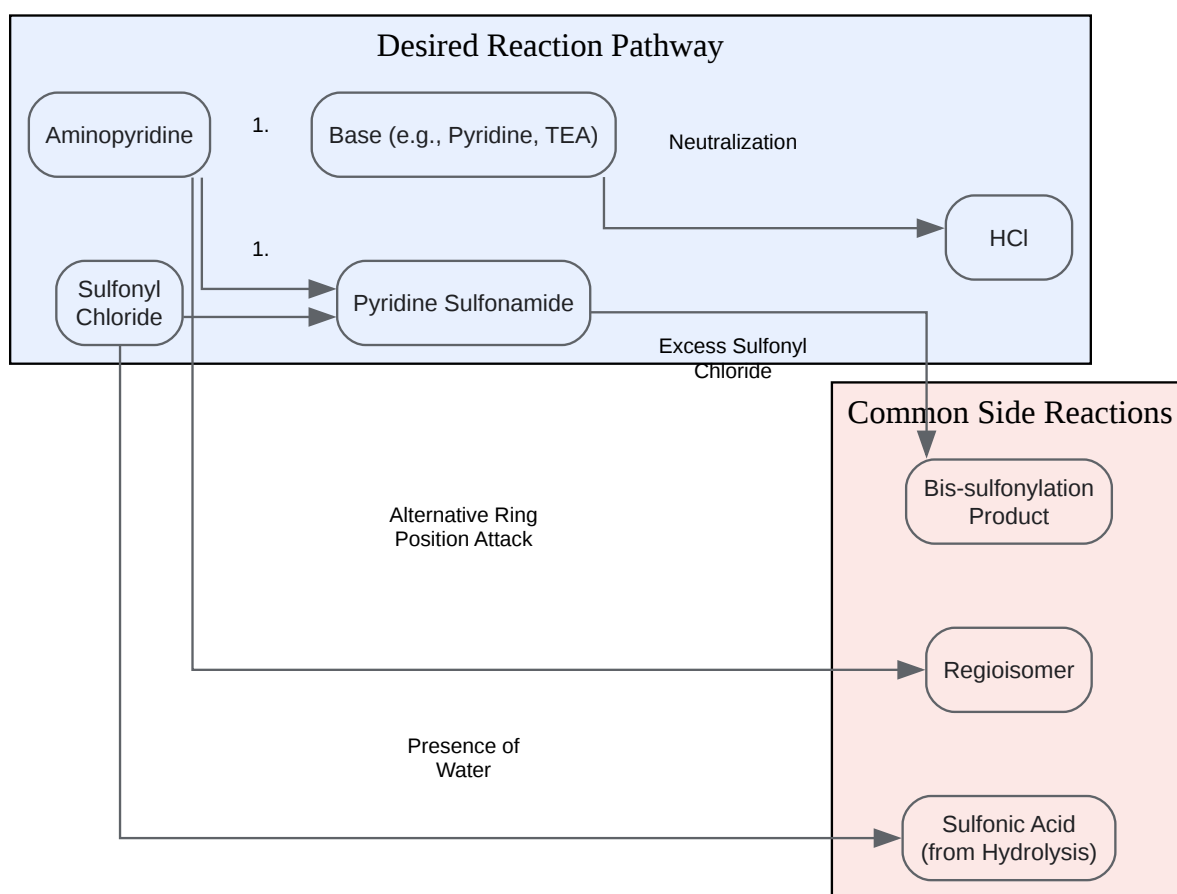 Desired Reaction Pathway
Aminopyridine
1.
Base (e.g., Pyridine, TEA)
Neutralization
HCl
1.
Sulfonyl
Chloride
Pyridine Sulfonamide
Excess Sulfonyl
Chloride
Common Side Reactions
Bis-sulfonylation
Product
Alternative Ring
Position Attack
Regioisomer
Presence of
Water
Sulfonic Acid
(from Hydrolysis)